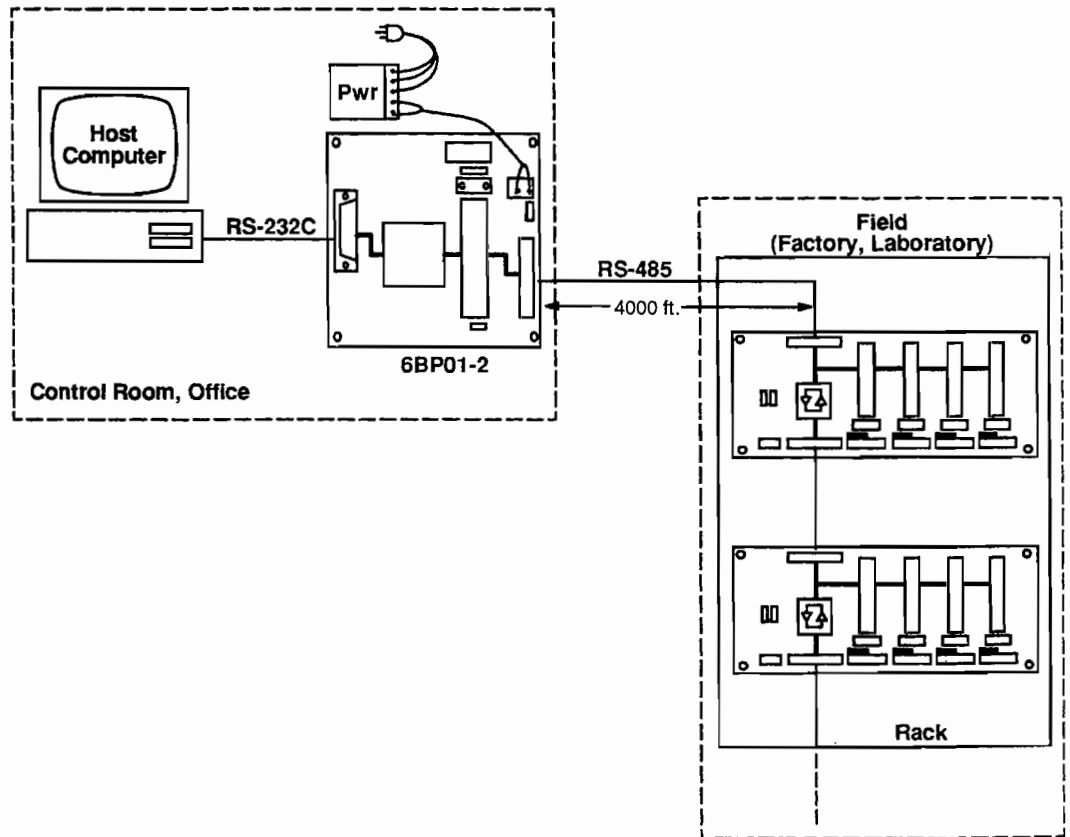 Pwr
Host
Computer
RS-232C
6BP01-2
Control Room, Office
RS-485
4000 ft.
Field
(Factory, Laboratory)
Rack